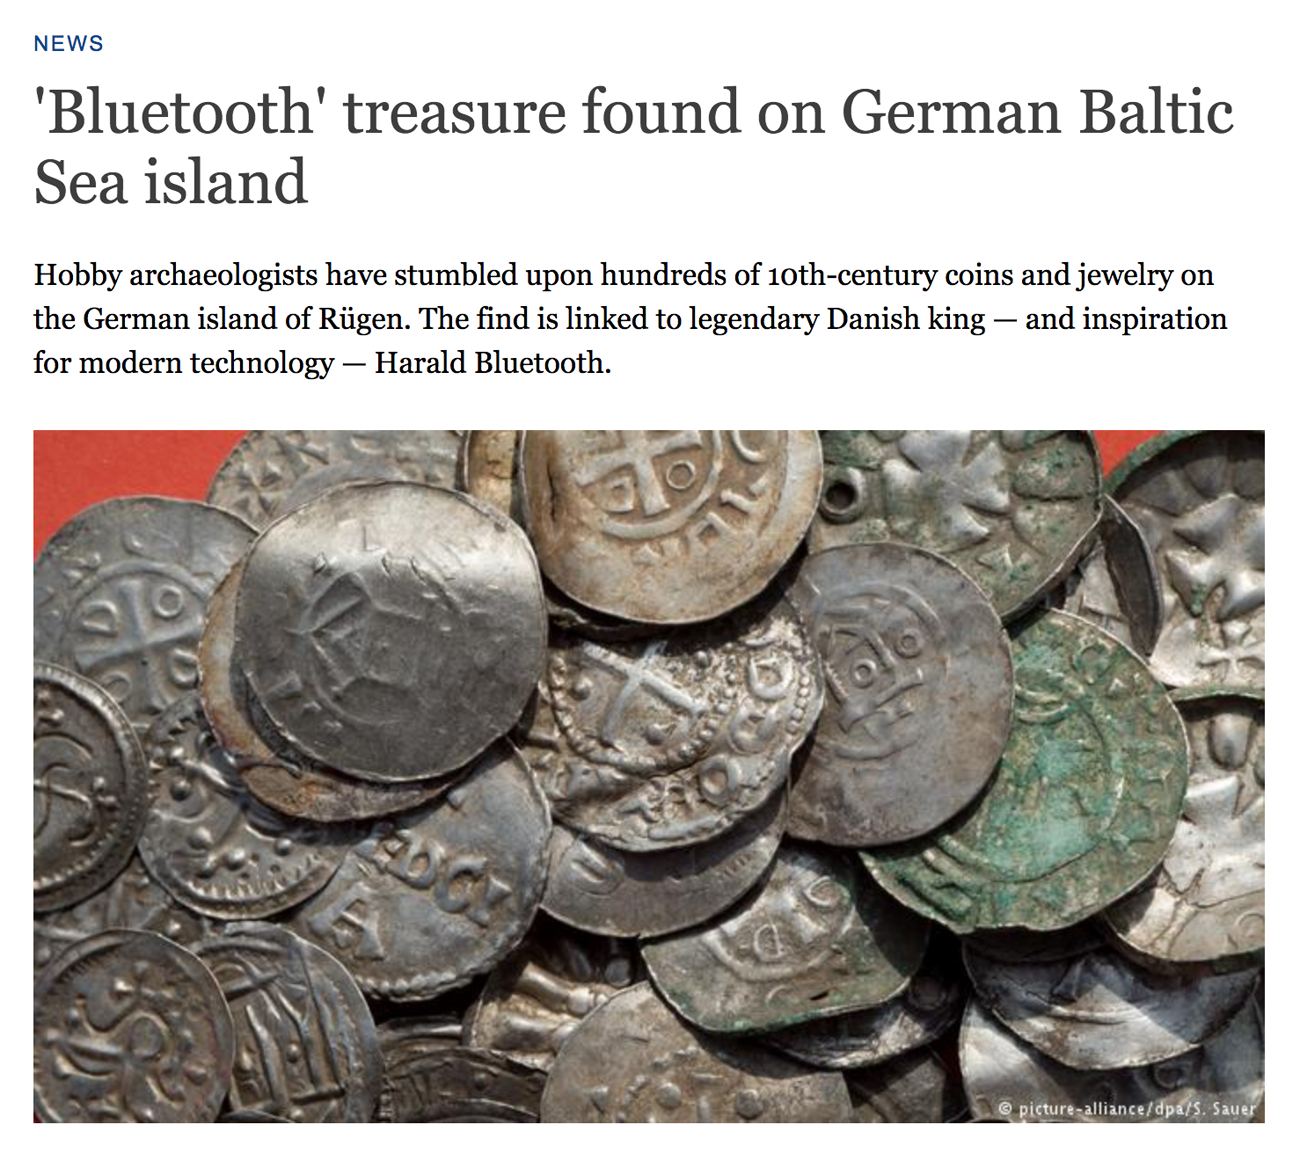 NEWS
'Bluetooth' treasure found on German Baltic
Sea island
Hobby archaeologists have stumbled upon hundreds of 10th-century coins and jewelry on
the German island of Rügen. The find is linked to legendary Danish king — and inspiration
for modern technology — Harald Bluetooth.
© picture-alliance/dpa/S. Sauer